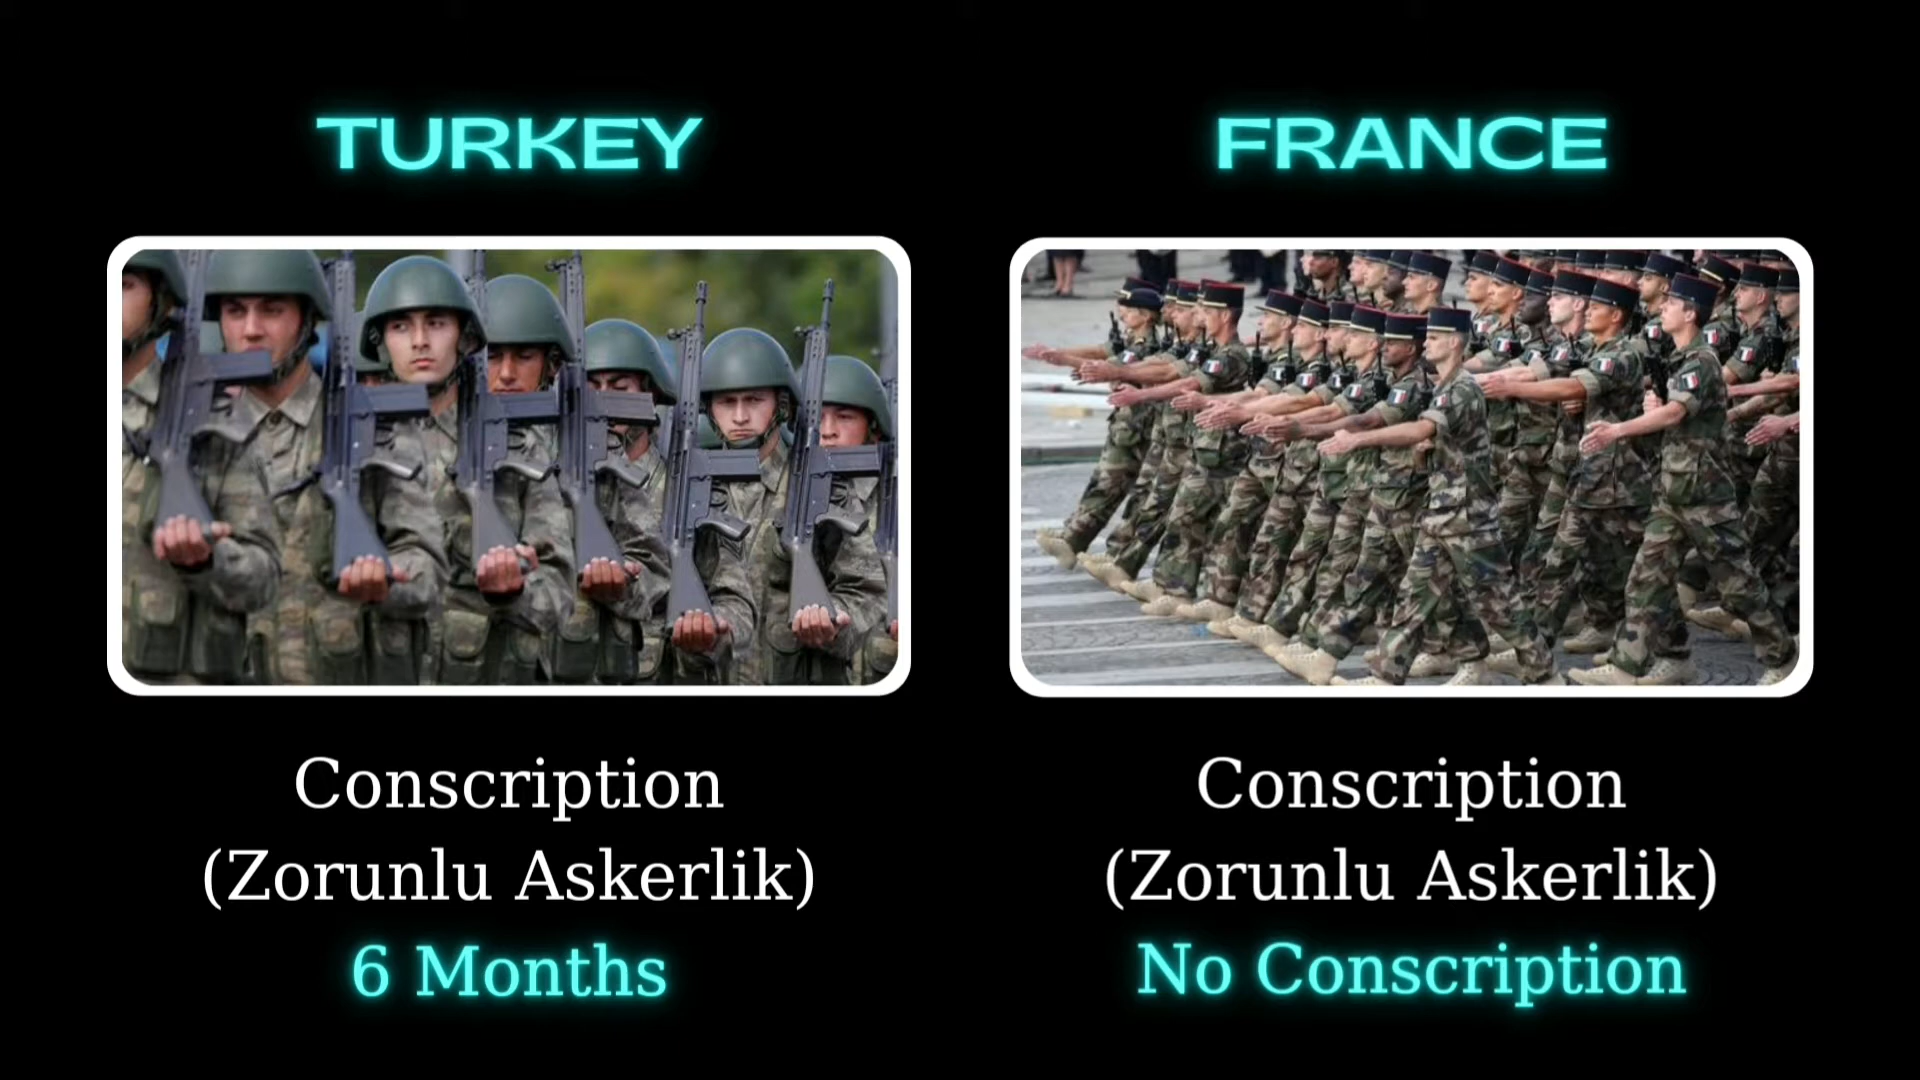 TURKEY
Conscription
(Zorunlu Askerlik)
6 Months
FRANCE
Conscription
(Zorunlu Askerlik)
No Conscription